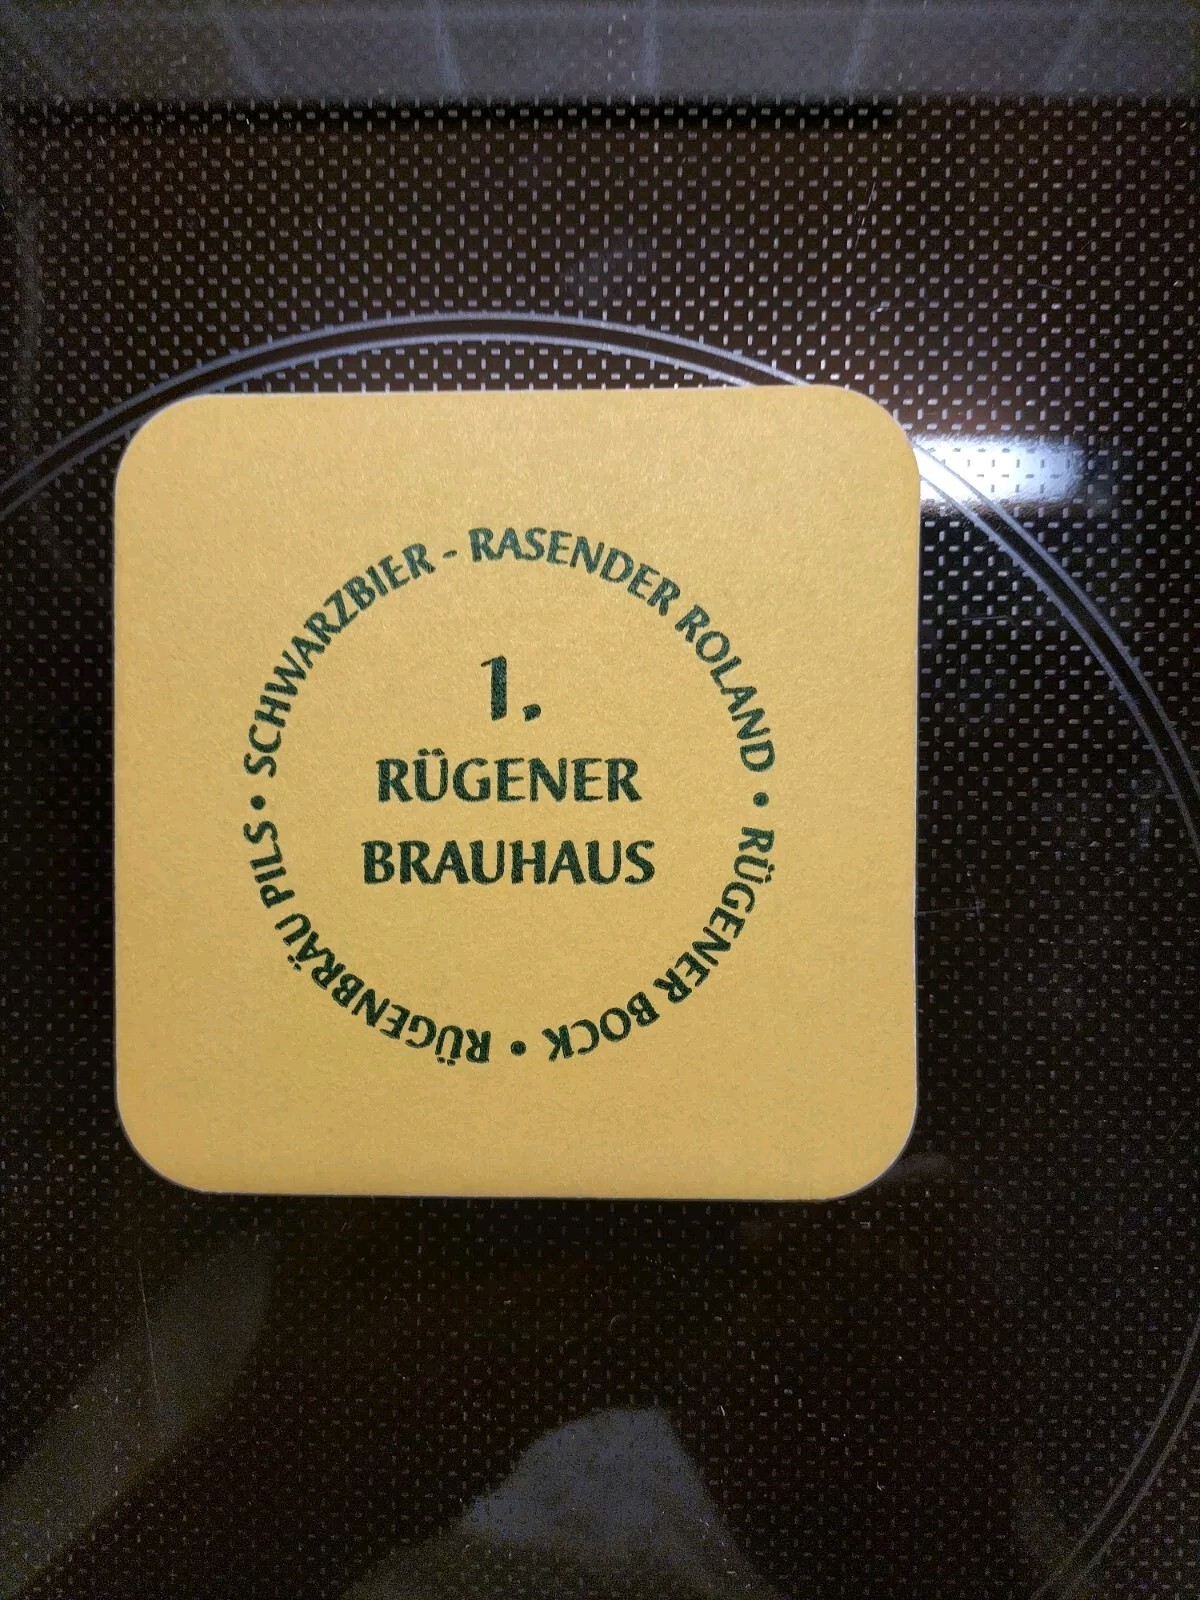 SCHWARZBIER - RASENDER ROLAND • RÜGENER BOCK • RÜGENBRÄU PILS •
1.
RÜGENER
BRAUHAUS